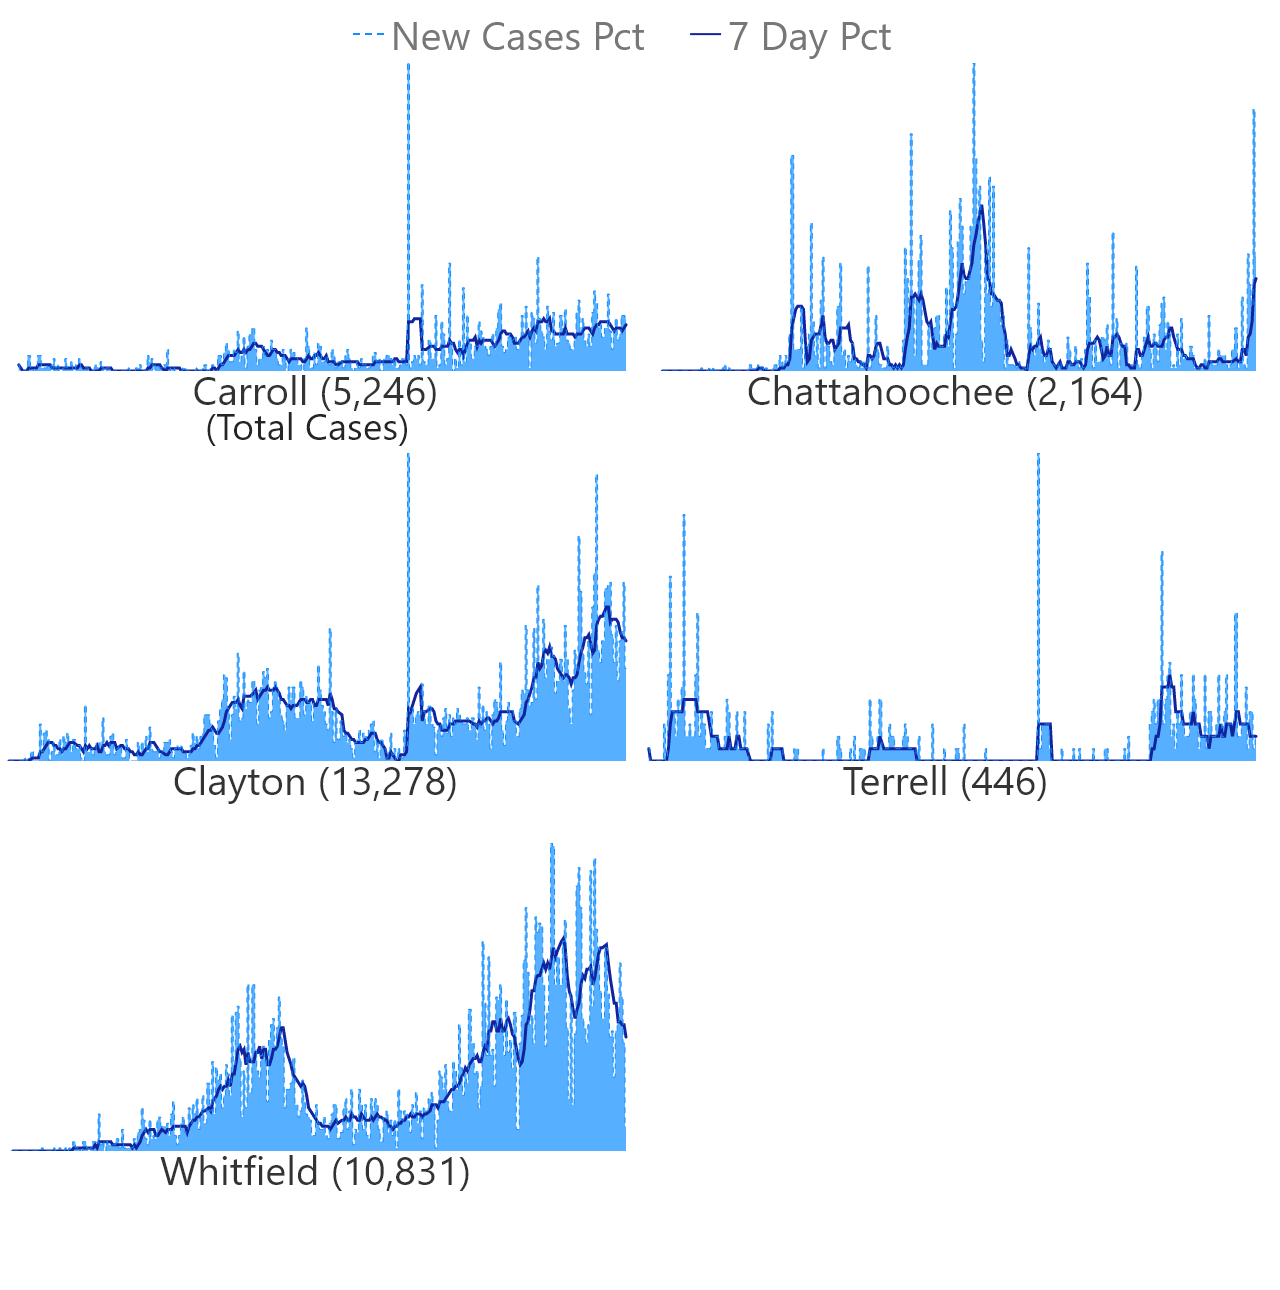 New Cases Pct 7 Day Pct
Carroll (5,246) Chattahoochee (2,164)
(Total Cases)
Clayton (13,278) Terrell (446)
Whitfield (10,831)